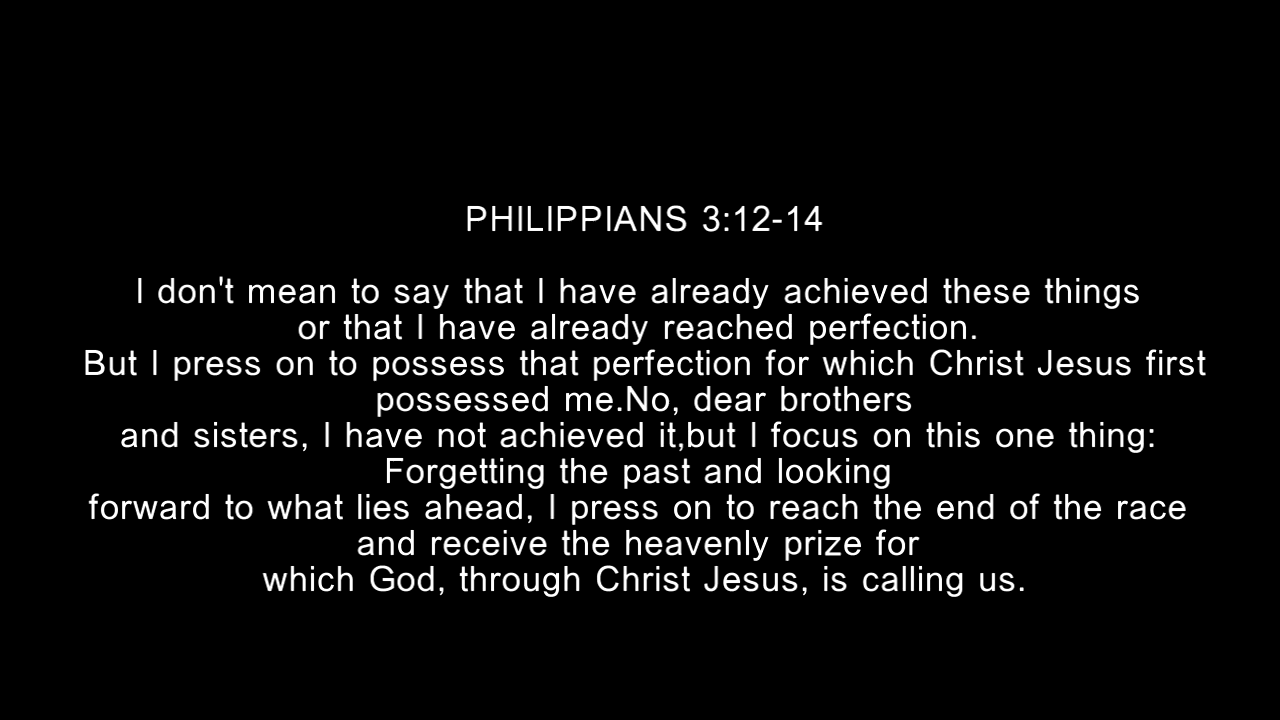 PHILIPPIANS 3:12-14
I don't mean to say that I have already achieved these things
or that I have already reached perfection.
But I press on to possess that perfection for which Christ Jesus first
possessed me.No, dear brothers
and sisters, I have not achieved it,but I focus on this one thing:
Forgetting the past and looking
forward to what lies ahead, I press on to reach the end of the race
and receive the heavenly prize for
which God, through Christ Jesus, is calling us.